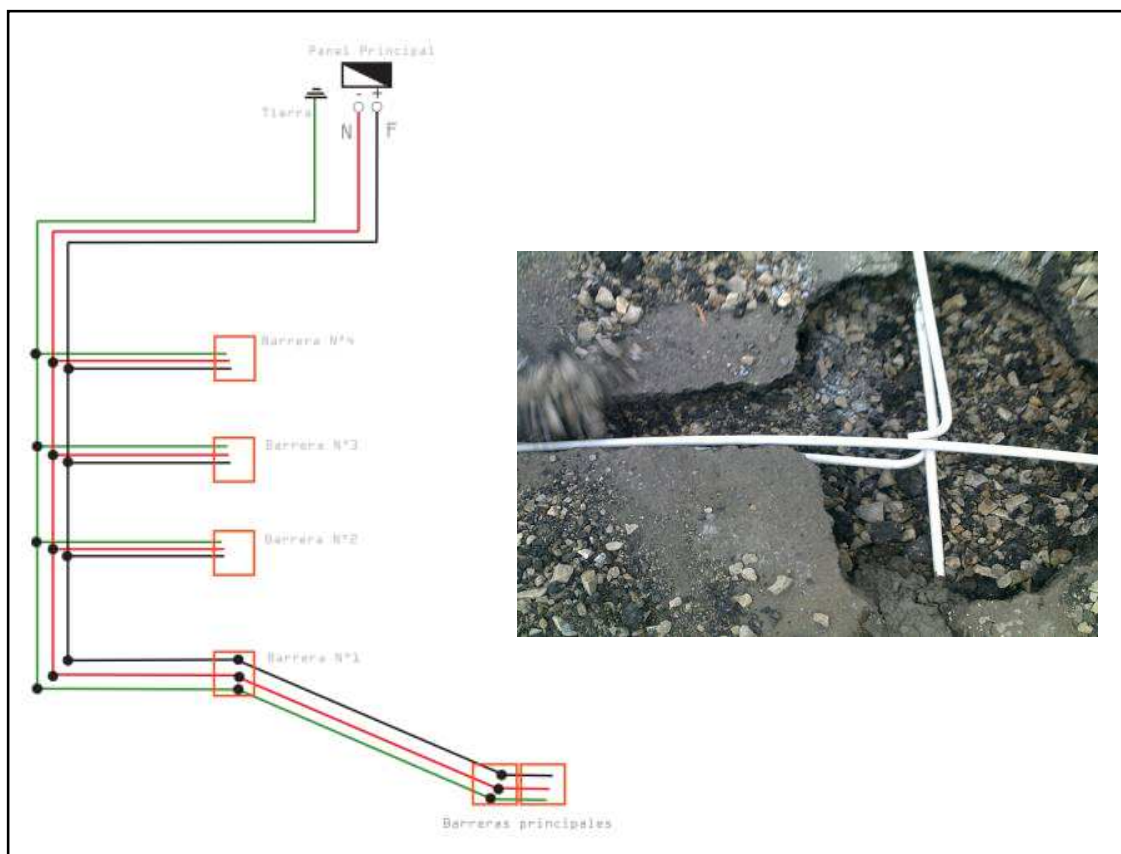 Panel Principal
- +
Tierra
N F
Barrera N°4
Barrera N°3
Barrera N°2
Barrera N°1
Barreras principales